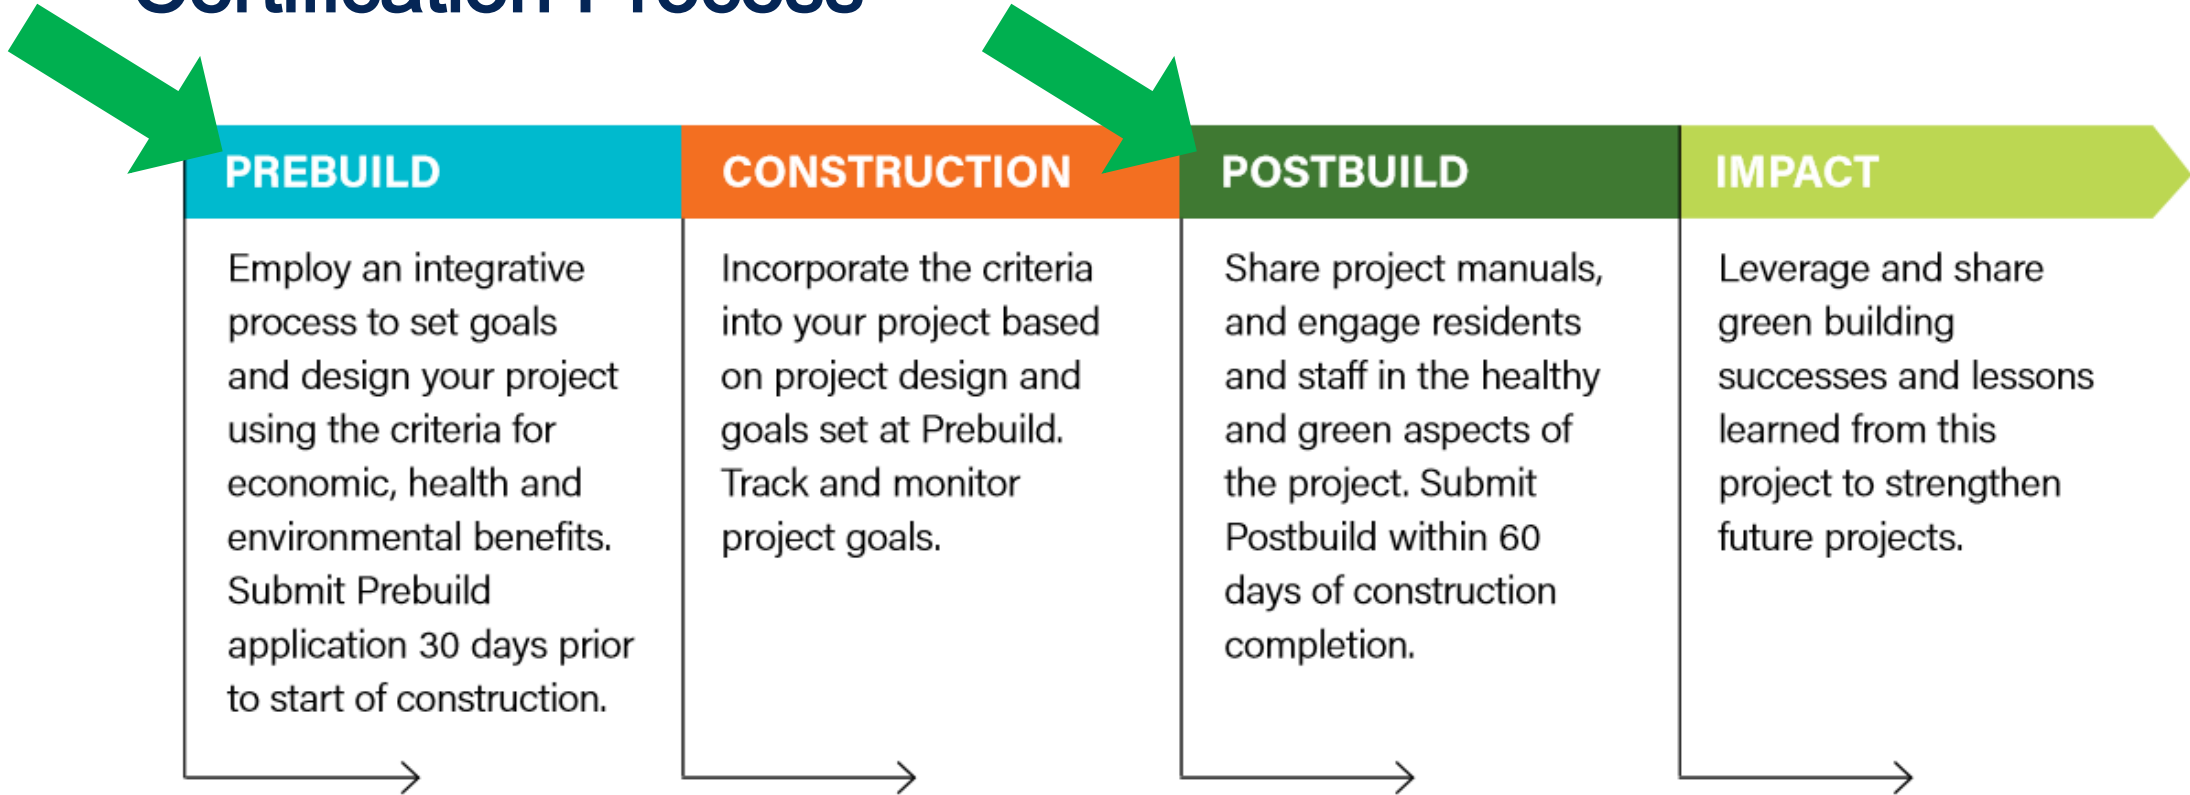 Certification Process
PREBUILD
Employ an integrative
process to set goals
and design your project
using the criteria for
economic, health and
environmental benefits.
Submit Prebuild
application 30 days prior
to start of construction.
CONSTRUCTION
Incorporate the criteria
into your project based
on project design and
goals set at Prebuild.
Track and monitor
project goals.
POSTBUILD
Share project manuals,
and engage residents
and staff in the healthy
and green aspects of
the project. Submit
Postbuild within 60
days of construction
completion.
IMPACT
Leverage and share
green building
successes and lessons
learned from this
project to strengthen
future projects.